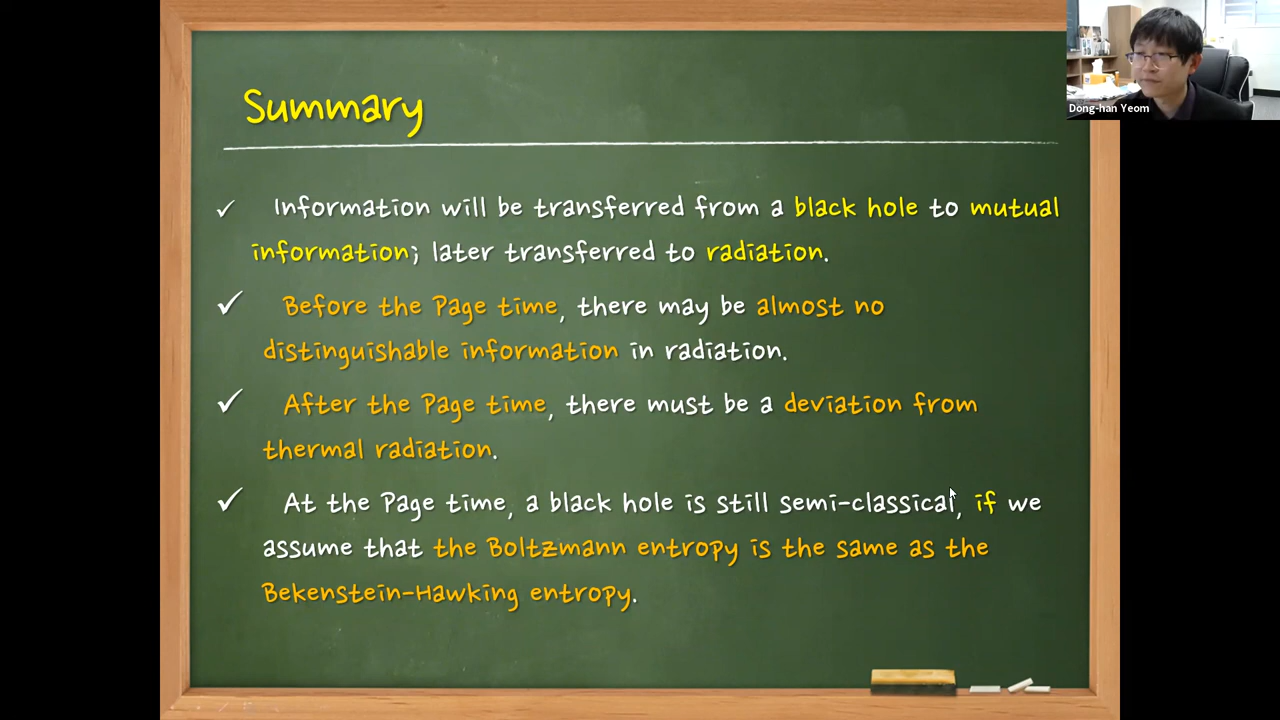 Summary
Dong-han Yeom
✓ Information will be transferred from a black hole to mutual
information; later transferred to radiation.
✓ Before the Page time, there may be almost no
distinguishable information in radiation.
✓ After the Page time, there must be a deviation from
thermal radiation.
✓ At the Page time, a black hole is still semi-classical, if we
assume that the Boltzmann entropy is the same as the
Bekenstein-Hawking entropy.